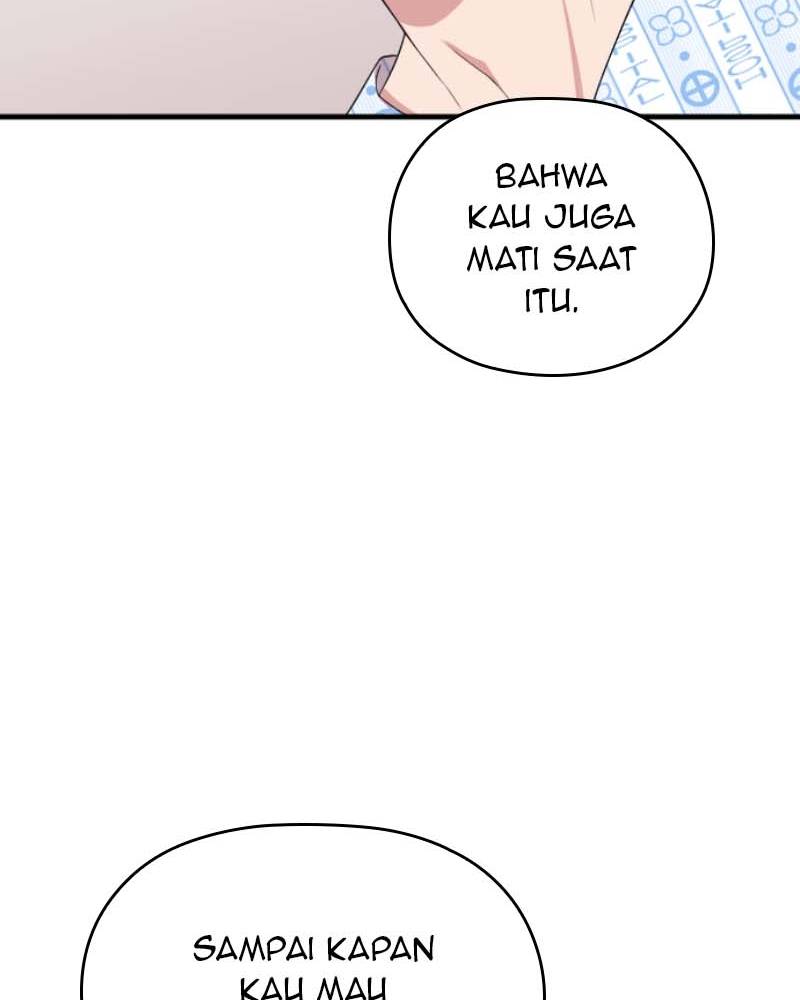 BAHWA
KAU JUGA
MATI SAAT
ITU.
SAMPAI KAPAN
KAU MAU